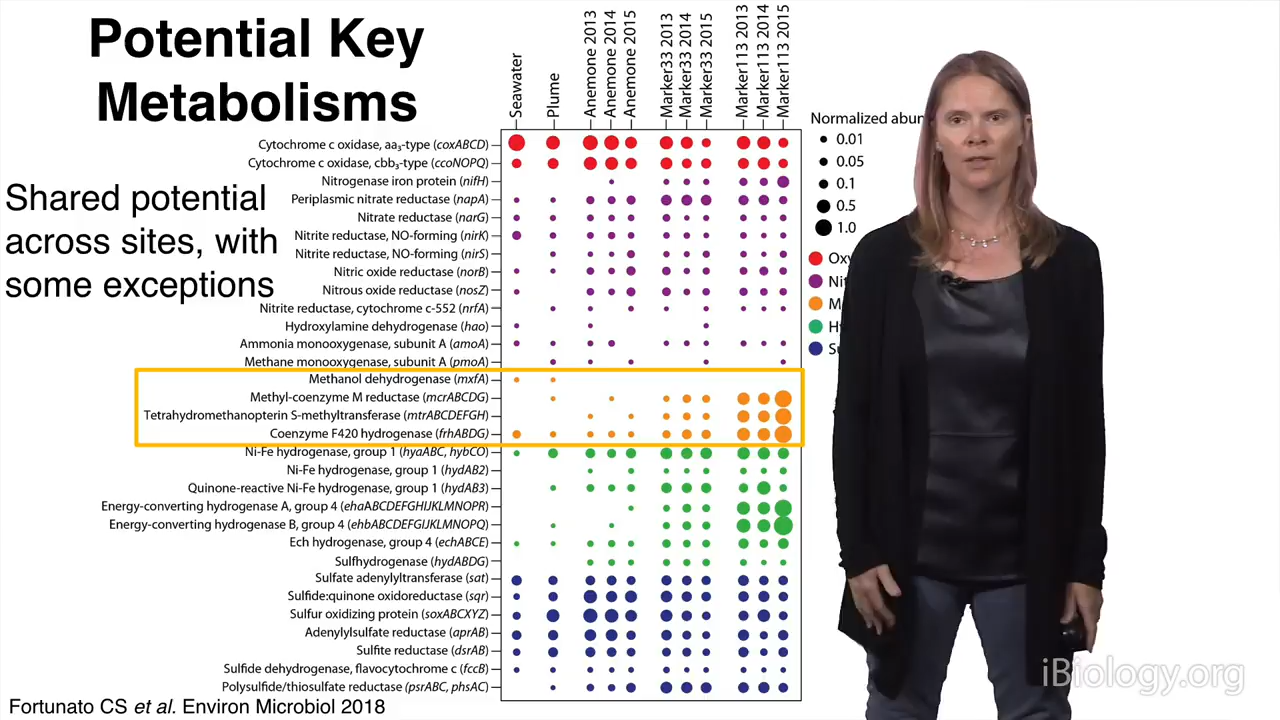 Potential Key
Metabolisms
Shared potential
across sites, with
some exceptions
Seawater
Plume
Anemone 2013
Anemone 2014
Anemone 2015
Marker33 2013
Marker33 2014
Marker33 2015
Marker113 2013
Marker113 2014
Marker113 2015
Cytochrome c oxidase, aa₃-type (coxABCD)
Cytochrome c oxidase, cbb₃-type (ccoNOPQ)
Nitrogenase iron protein (nifH)
Periplasmic nitrate reductase (napA)
Nitrate reductase (narG)
Nitrite reductase, NO-forming (nirK)
Nitrite reductase, NO-forming (nirS)
Nitric oxide reductase (norB)
Nitrous oxide reductase (nosZ)
Nitrite reductase, cytochrome c-552 (nrfA)
Hydroxylamine dehydrogenase (hao)
Ammonia monooxygenase, subunit A (amoA)
Methane monooxygenase, subunit A (pmoA)
Methanol dehydrogenase (mxfA)
Methyl-coenzyme M reductase (mcrABCDG)
Tetrahydromethanopterin S-methyltransferase (mtrABCDEFGH)
Coenzyme F420 hydrogenase (frhABDG)
Ni-Fe hydrogenase, group 1 (hyaABC, hybCO)
Ni-Fe hydrogenase, group 1 (hydAB2)
Quinone-reactive Ni-Fe hydrogenase, group 1 (hydAB3)
Energy-converting hydrogenase A, group 4 (ehaABCDEFGHIJKLMNOPR)
Energy-converting hydrogenase B, group 4 (ehbABCDEFGIJKLMNOPQ)
Ech hydrogenase, group 4 (echABCE)
Sulfhydrogenase (hydABDG)
Sulfate adenylyltransferase (sat)
Sulfide:quinone oxidoreductase (sqr)
Sulfur oxidizing protein (soxABCXYZ)
Adenylylsulfate reductase (aprAB)
Sulfite reductase (dsrAB)
Sulfide dehydrogenase, flavocytochrome c (fccB)
Polysulfide/thiosulfate reductase (psrABC, phsAC)
Normalized abun
0.01
0.05
0.1
0.5
1.0
Fortunato CS et al. Environ Microbiol 2018
iBiology.org